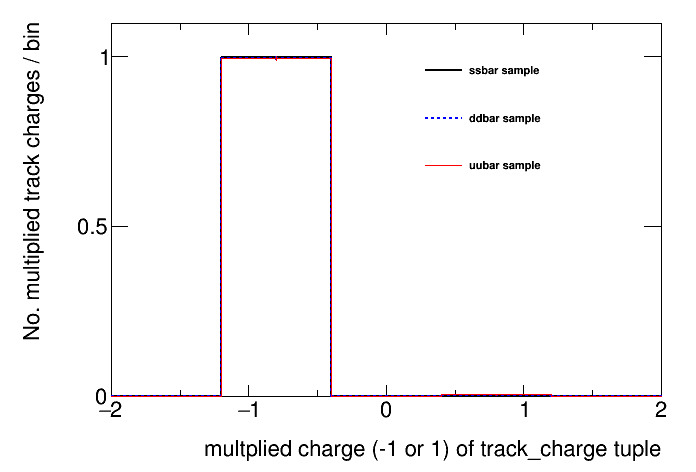 No. multiplied track charges / bin
1
0.5
0
ssbar sample
ddbar sample
uubar sample
−2
−1
0
1
2
multplied charge (-1 or 1) of track_charge tuple